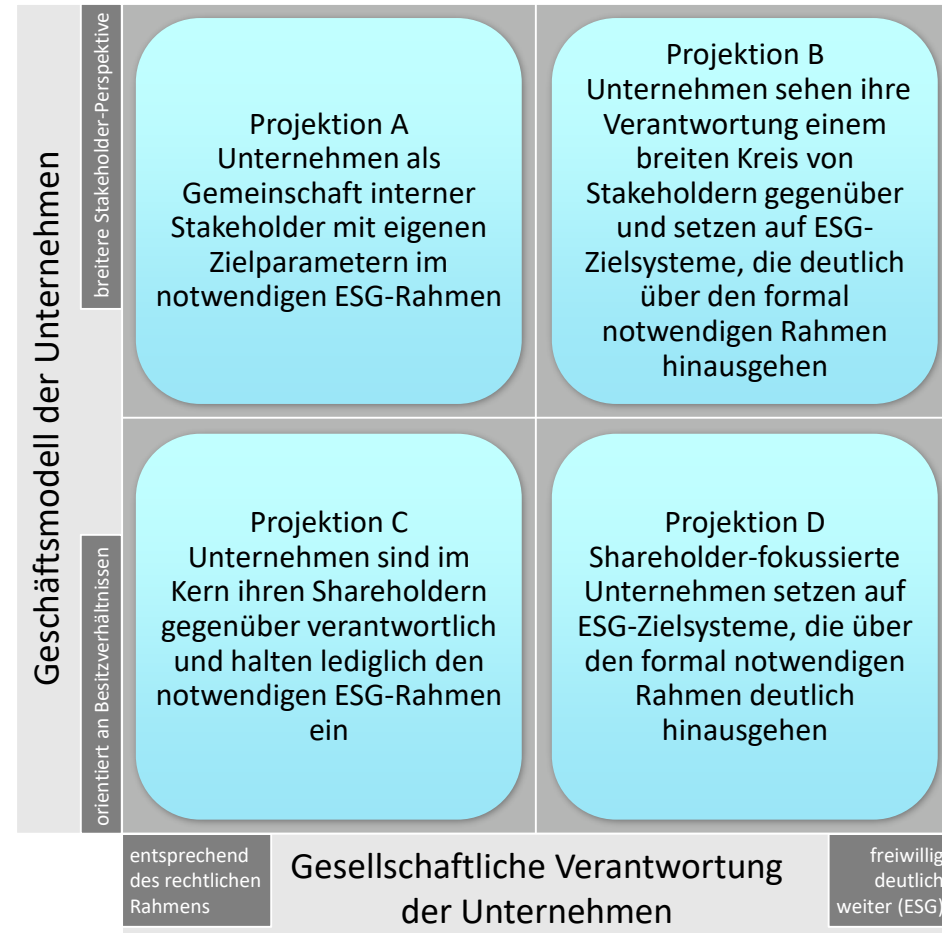 Geschäftsmodell der Unternehmen
breitere Stakeholder-Perspektive
orientiert an Besitzverhältnissen
Projektion A
Unternehmen als
Gemeinschaft interner
Stakeholder mit eigenen
Zielparametern im
notwendigen ESG-Rahmen
Projektion B
Unternehmen sehen ihre
Verantwortung einem
breiten Kreis von
Stakeholdern gegenüber
und setzen auf ESG-
Zielsysteme, die deutlich
über den formal
notwendigen Rahmen
hinausgehen
Projektion C
Unternehmen sind im
Kern ihren Shareholdern
gegenüber verantwortlich
und halten lediglich den
notwendigen ESG-Rahmen
ein
Projektion D
Shareholder-fokussierte
Unternehmen setzen auf
ESG-Zielsysteme, die über
den formal notwendigen
Rahmen deutlich
hinausgehen
entsprechend
des rechtlichen
Rahmens
Gesellschaftliche Verantwortung
der Unternehmen
freiwillig
deutlich
weiter (ESG)